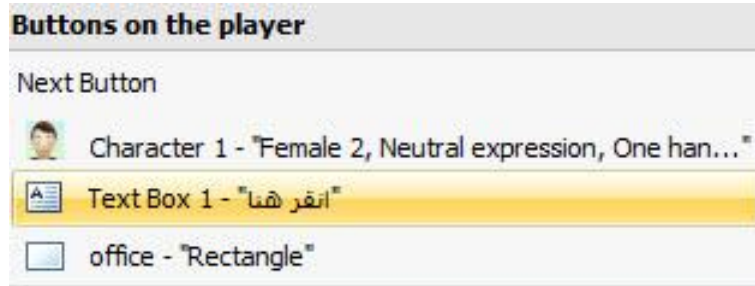 Buttons on the player
Next Button
Character 1 - "Female 2, Neutral expression, One han..."
Text Box 1 - "انقر هنا"
office - "Rectangle"